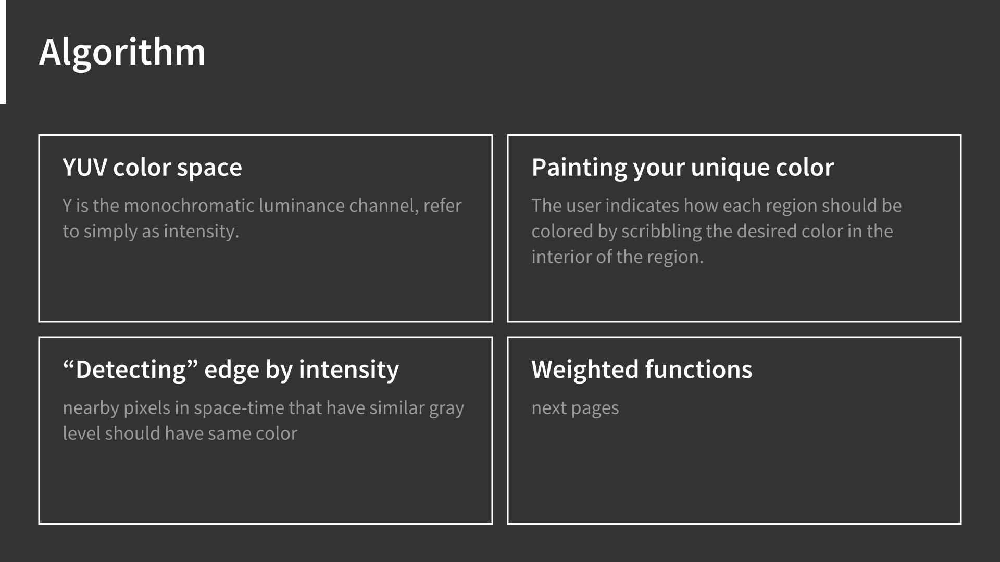 Algorithm
YUV color space
Y is the monochromatic luminance channel, refer
to simply as intensity.
Painting your unique color
The user indicates how each region should be
colored by scribbling the desired color in the
interior of the region.
“Detecting” edge by intensity
nearby pixels in space-time that have similar gray
level should have same color
Weighted functions
next pages